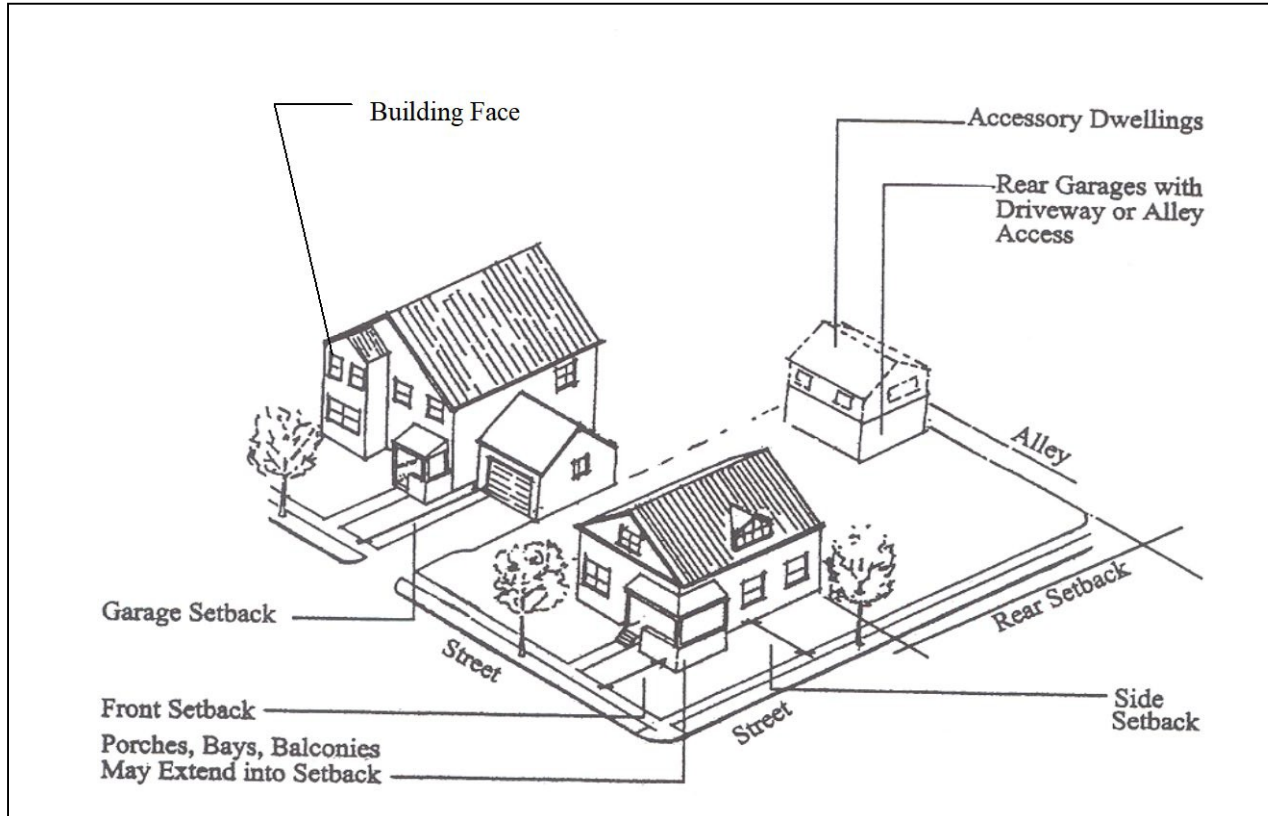 Building Face
Accessory Dwellings
Rear Garages with
Driveway or Alley
Access
Alley
Garage Setback
Rear Setback
Street
Front Setback
Side
Setback
Street
Porches, Bays, Balconies
May Extend into Setback